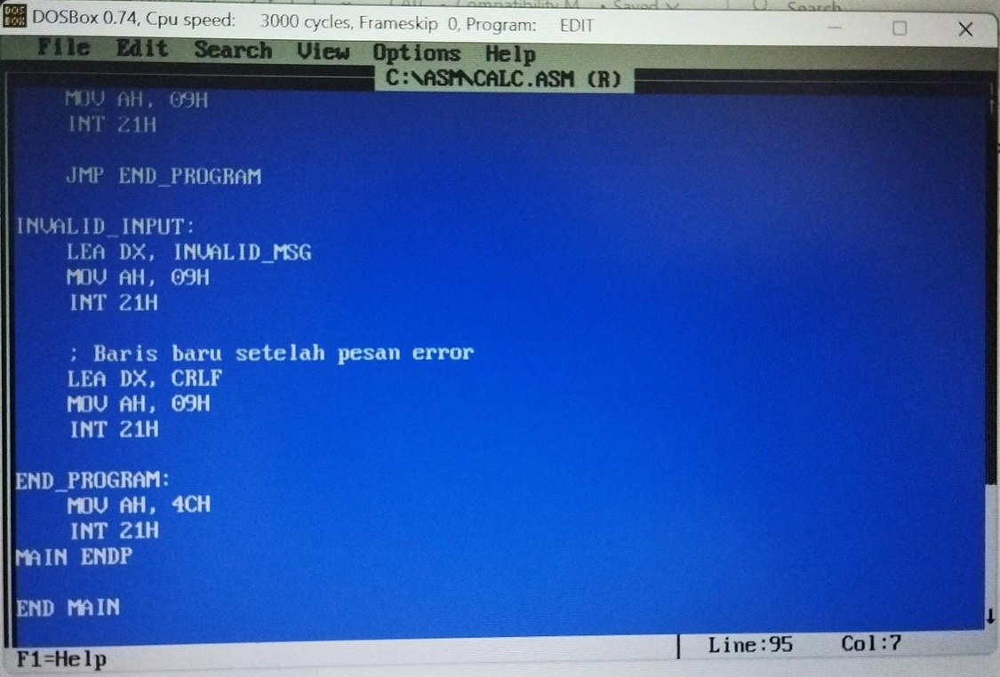 DOSBox 0.74, Cpu speed: 3000 cycles, Frameskip 0, Program: EDIT
File Edit Search View Options Help
C:\ASM\CALC.ASM (R)
MOV AH, 09H
INT 21H
JMP END_PROGRAM
INVALID_INPUT:
LEA DX, INVALID_MSG
MOV AH, 09H
INT 21H
; Baris baru setelah pesan error
LEA DX, CRLF
MOV AH, 09H
INT 21H
END_PROGRAM:
MOV AH, 4CH
INT 21H
MAIN ENDP
END MAIN
F1=Help Line:95 Col:7